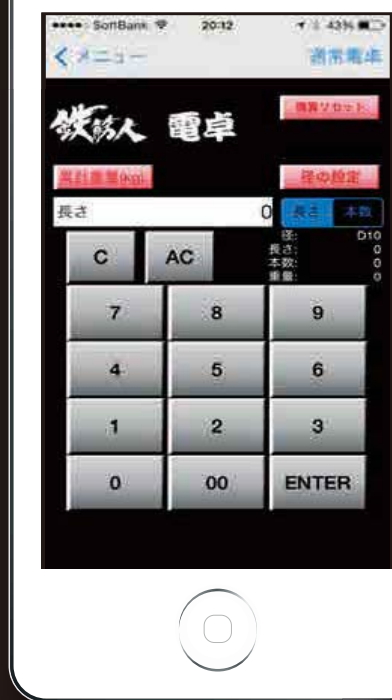 SoftBank 20:12 43%
メニュー 通常電卓
鉄筋人 電卓
積算リセット
累計重量(kg) 径の設定
長さ 0 長さ 本数
C AC
径: D10
長さ: 0
本数: 0
重量: 0
7 8 9
4 5 6
1 2 3
0 00 ENTER